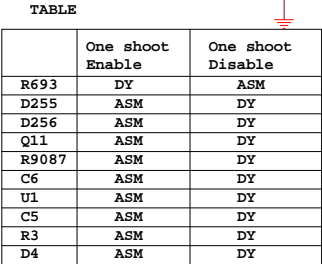 TABLE
One shoot One shoot
Enable Disable
R693 DY ASM
D255 ASM DY
D256 ASM DY
Q11 ASM DY
R9087 ASM DY
C6 ASM DY
U1 ASM DY
C5 ASM DY
R3 ASM DY
D4 ASM DY